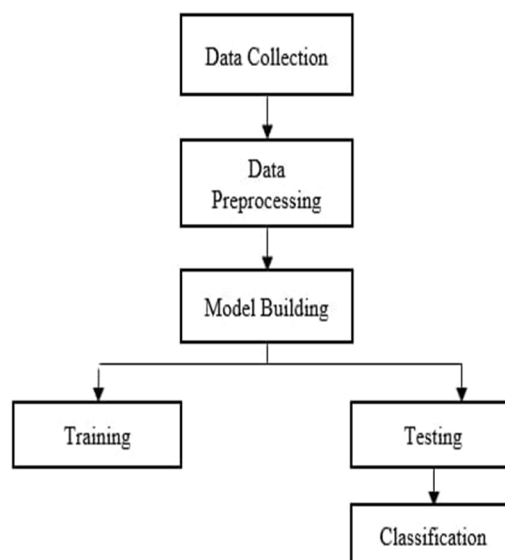 Data Collection
Data
Preprocessing
Model Building
Training
Testing
Classification